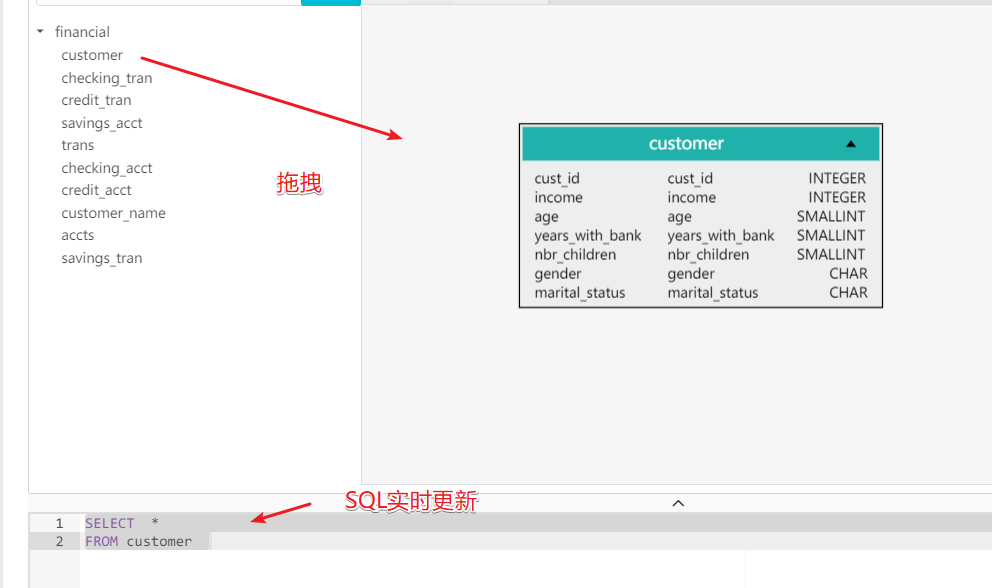 financial
customer
checking_tran
credit_tran
savings_acct
trans
checking_acct
credit_acct
customer_name
accts
savings_tran
拖拽
customer
cust_id cust_id INTEGER
income income INTEGER
age age SMALLINT
years_with_bank years_with_bank SMALLINT
nbr_children nbr_children SMALLINT
gender gender CHAR
marital_status marital_status CHAR
SQL实时更新
1 SELECT *
2 FROM customer